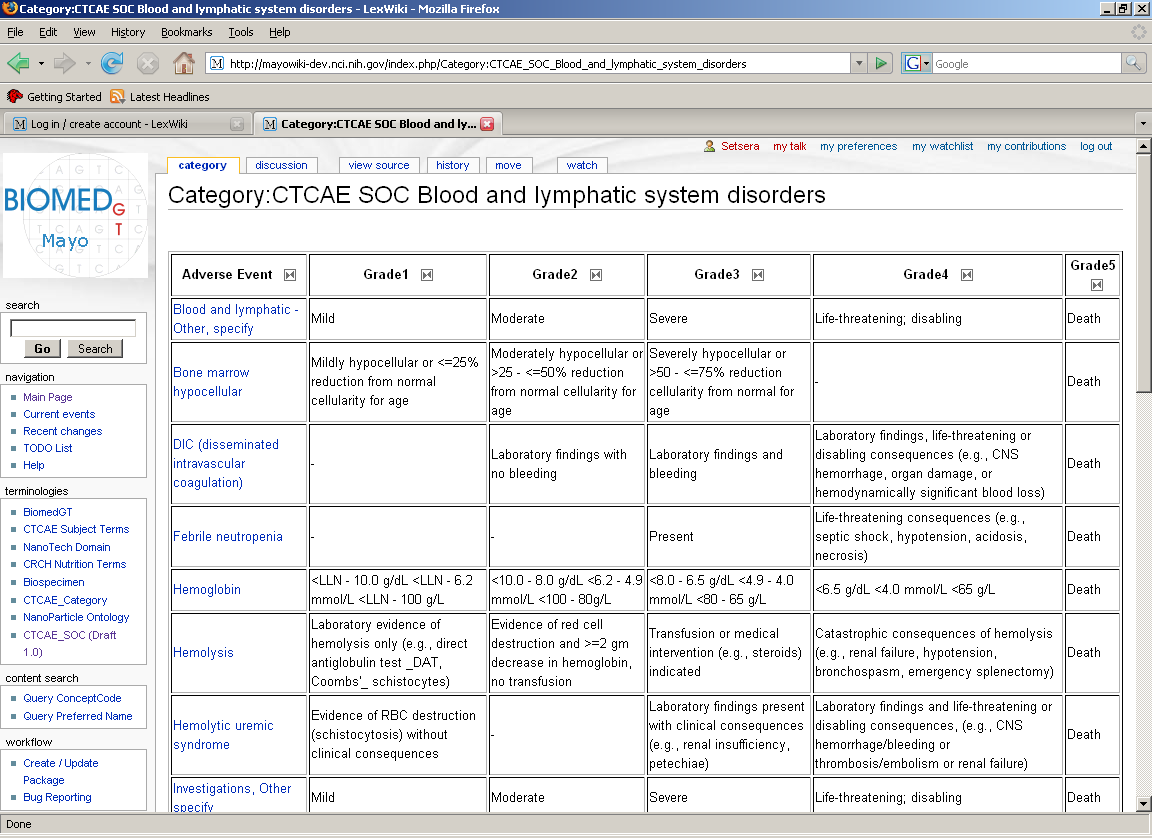 Category:CTCAE SOC Blood and lymphatic system disorders - LexWiki - Mozilla Firefox
File Edit View History Bookmarks Tools Help
http://mayowiki-dev.nci.nih.gov/index.php/Category:CTCAE_SOC_Blood_and_lymphatic_system_disorders
Google
Getting Started Latest Headlines
Log in / create account - LexWiki
Category:CTCAE SOC Blood and ly...
Setsera my talk my preferences my watchlist my contributions log out
category discussion view source history move watch
BIOMEDGT
Mayo
search
Go Search
navigation
Main Page
Current events
Recent changes
TODO List
Help
terminologies
BiomedGT
CTCAE Subject Terms
NanoTech Domain
CRCH Nutrition Terms
Biospecimen
CTCAE_Category
NanoParticle Ontology
CTCAE_SOC (Draft
1.0)
content search
Query ConceptCode
Query Preferred Name
workflow
Create / Update
Package
Bug Reporting
Category:CTCAE SOC Blood and lymphatic system disorders
Adverse Event Grade1 Grade2 Grade3 Grade4 Grade5
Blood and lymphatic -
Other, specify
Mild
Moderate
Severe
Life-threatening; disabling
Death
Bone marrow
hypocellular
Mildly hypocellular or <=25%
reduction from normal
cellularity for age
Moderately hypocellular or
>25 - <=50% reduction
from normal cellularity for
age
Severely hypocellular or
>50 - <=75% reduction
cellularity from normal for
age
-
Death
DIC (disseminated
intravascular
coagulation)
-
Laboratory findings with
no bleeding
Laboratory findings and
bleeding
Laboratory findings, life-threatening or
disabling consequences (e.g., CNS
hemorrhage, organ damage, or
hemodynamically significant blood loss)
Death
Febrile neutropenia
-
-
Present
Life-threatening consequences (e.g.,
septic shock, hypotension, acidosis,
necrosis)
Death
Hemoglobin
<LLN - 10.0 g/dL <LLN - 6.2
mmol/L <LLN - 100 g/L
<10.0 - 8.0 g/dL <6.2 - 4.9
mmol/L <100 - 80g/L
<8.0 - 6.5 g/dL <4.9 - 4.0
mmol/L <80 - 65 g/L
<6.5 g/dL <4.0 mmol/L <65 g/L
Death
Hemolysis
Laboratory evidence of
hemolysis only (e.g., direct
antiglobulin test _DAT,
Coombs'_ schistocytes)
Evidence of red cell
destruction and >=2 gm
decrease in hemoglobin,
no transfusion
Transfusion or medical
intervention (e.g., steroids)
indicated
Catastrophic consequences of hemolysis
(e.g., renal failure, hypotension,
bronchospasm, emergency splenectomy)
Death
Hemolytic uremic
syndrome
Evidence of RBC destruction
(schistocytosis) without
clinical consequences
-
Laboratory findings present
with clinical consequences
(e.g., renal insufficiency,
petechiae)
Laboratory findings and life-threatening or
disabling consequences, (e.g., CNS
hemorrhage/bleeding or
thrombosis/embolism or renal failure)
Death
Investigations, Other
specify
Mild
Moderate
Severe
Life-threatening; disabling
Death
Done